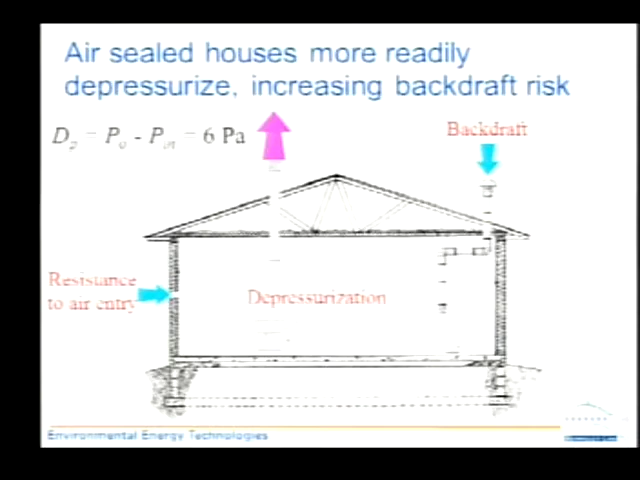 Air sealed houses more readily
depressurize, increasing backdraft risk
Dp = Po - Pin = 6 Pa
Backdraft
Resistance
to air entry
Depressurization
Environmental Energy Technologies